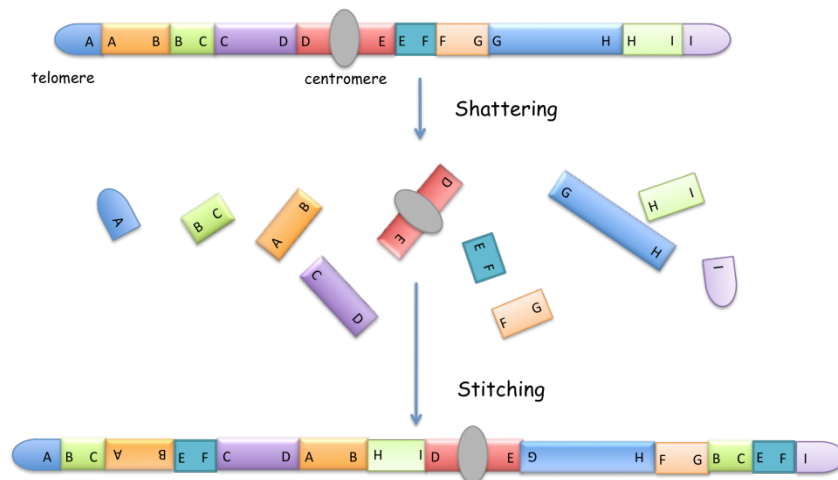 A A B B C C D D E E F F G G H H I I
telomere
centromere
Shattering
A
B C
A B
C D
D E
E F
F G
G H
H I
I
Stitching
A B C A B E F C D A B H I D E G H F G B C E F I